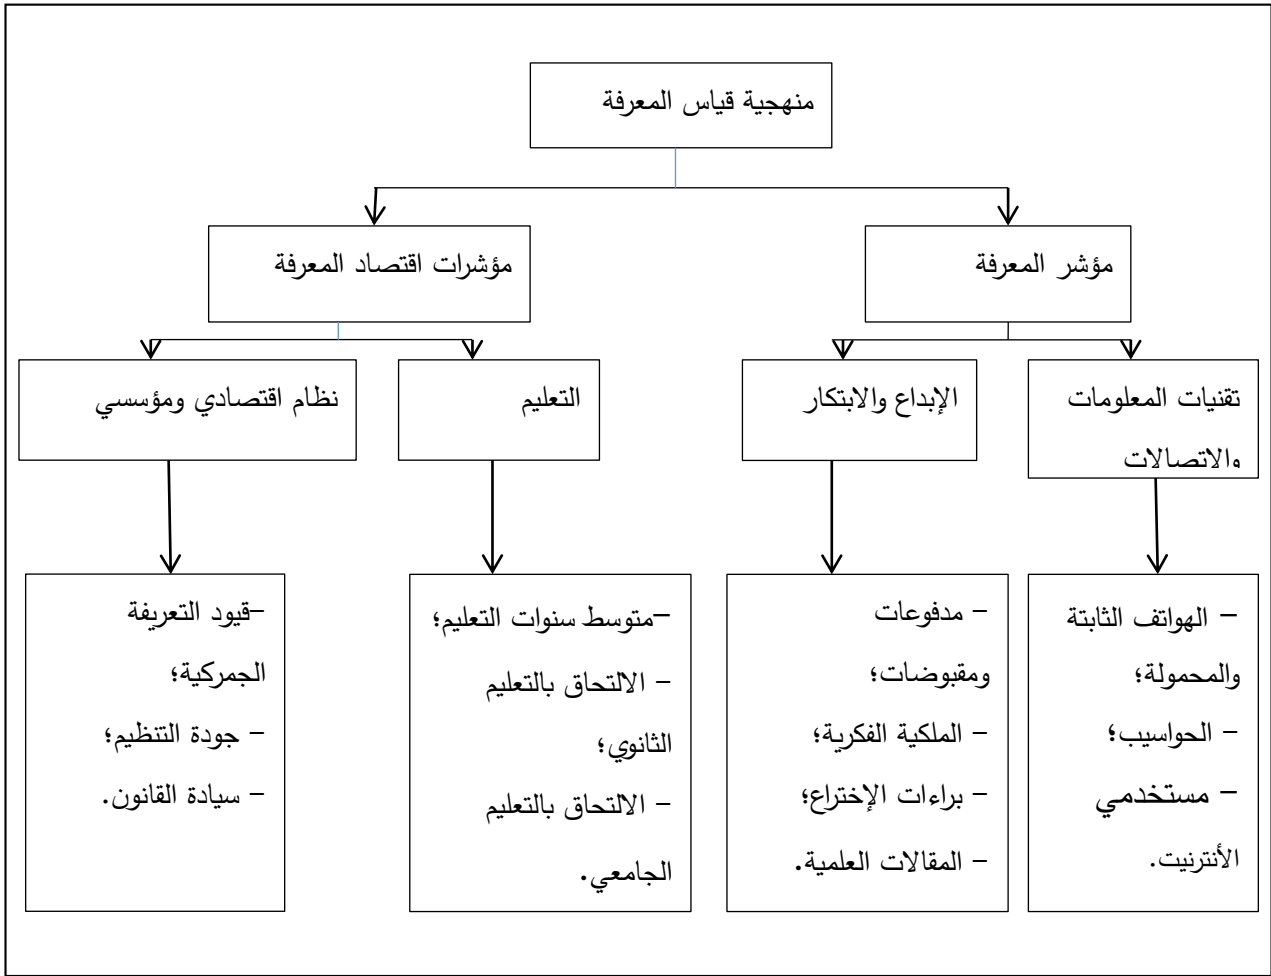 منهجية قياس المعرفة
مؤشر المعرفة
مؤشرات اقتصاد المعرفة
تقنيات المعلومات
والاتصالات
الإبداع والابتكار
التعليم
نظام اقتصادي ومؤسسي
– الهواتف الثابتة
والمحمولة؛
– الحواسيب؛
– مستخدمي
الأنترنيت.
– مدفوعات
ومقبوضات؛
– الملكية الفكرية؛
– براءات الإختراع؛
– المقالات العلمية.
–متوسط سنوات التعليم؛
– الالتحاق بالتعليم
الثانوي؛
– الالتحاق بالتعليم
الجامعي.
–قيود التعريفة
الجمركية؛
– جودة التنظيم؛
– سيادة القانون.